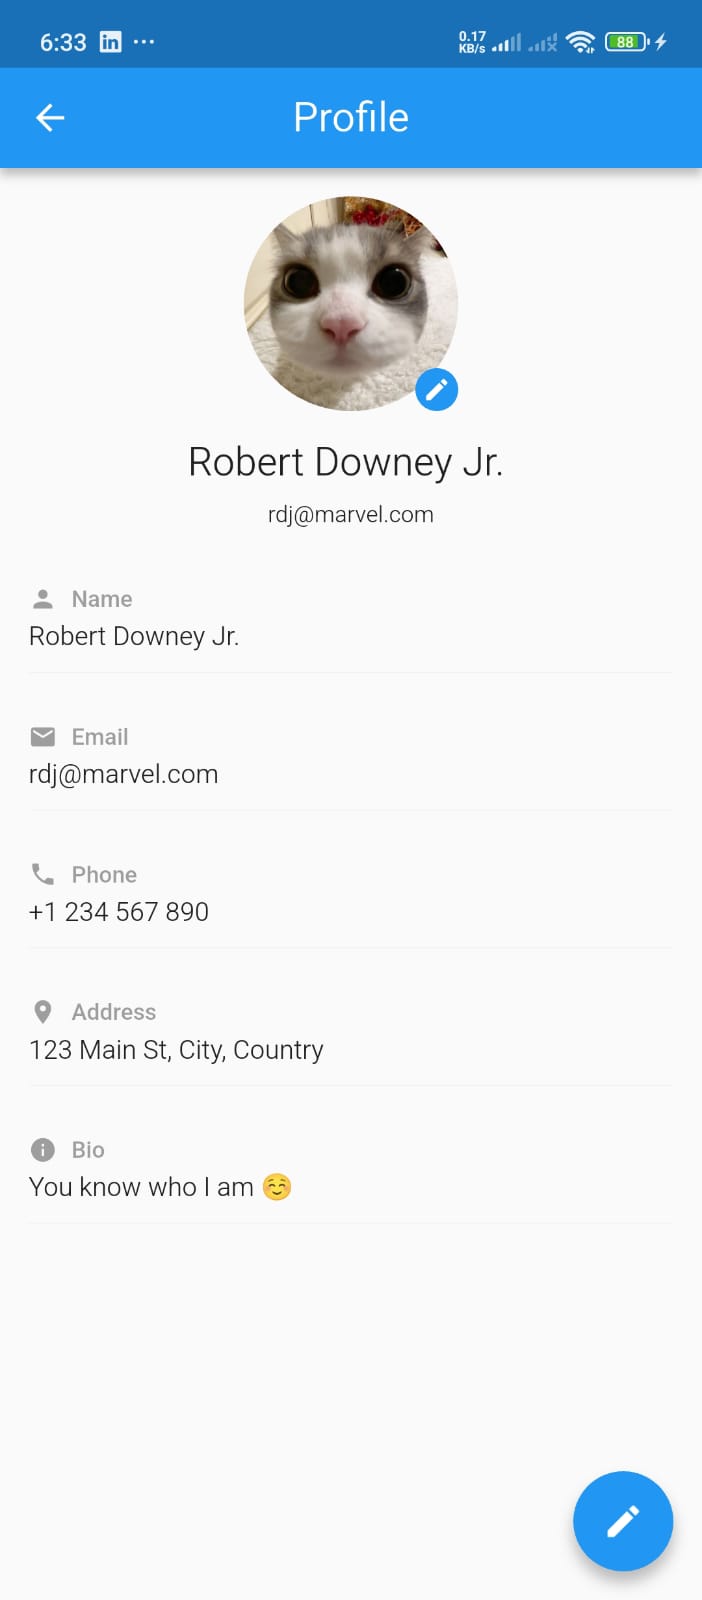 6:33 in ...
0.17
KB/s 88
Profile
Robert Downey Jr.
rdj@marvel.com
Name
Robert Downey Jr.
Email
rdj@marvel.com
Phone
+1 234 567 890
Address
123 Main St, City, Country
Bio
You know who I am ☺️